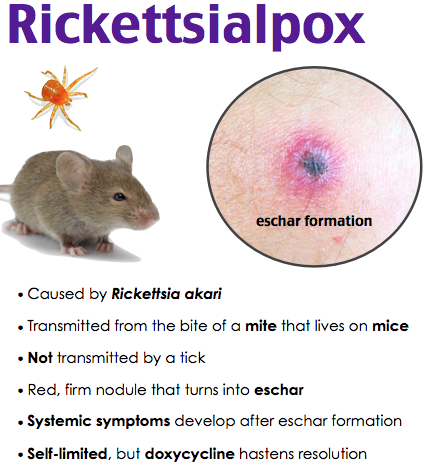 Rickettsialpox
eschar formation
• Caused by Rickettsia akari
• Transmitted from the bite of a mite that lives on mice
• Not transmitted by a tick
• Red, firm nodule that turns into eschar
• Systemic symptoms develop after eschar formation
• Self-limited, but doxycycline hastens resolution